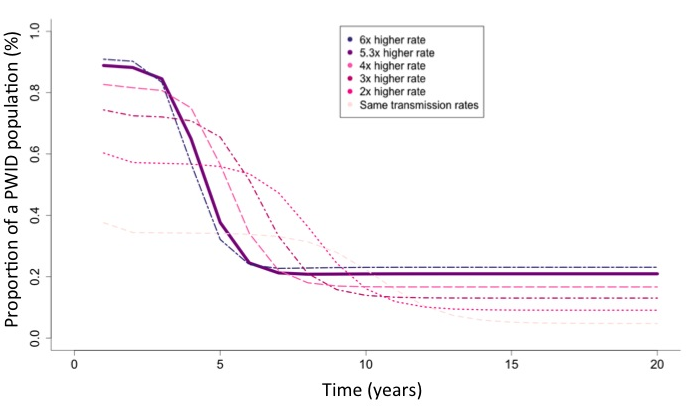 6x higher rate
5.3x higher rate
4x higher rate
3x higher rate
2x higher rate
Same transmission rates
Proportion of a PWID population (%)
1.0
0.8
0.6
0.4
0.2
0.0
0 5 10 15 20
Time (years)